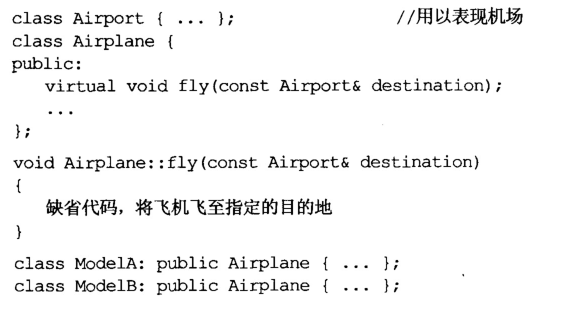 class Airport { ... };                //用以表现机场
class Airplane {
public:
   virtual void fly(const Airport& destination);
   ...
};
void Airplane::fly(const Airport& destination)
{
   缺省代码，将飞机飞至指定的目的地
}
class ModelA: public Airplane { ... };
class ModelB: public Airplane { ... };